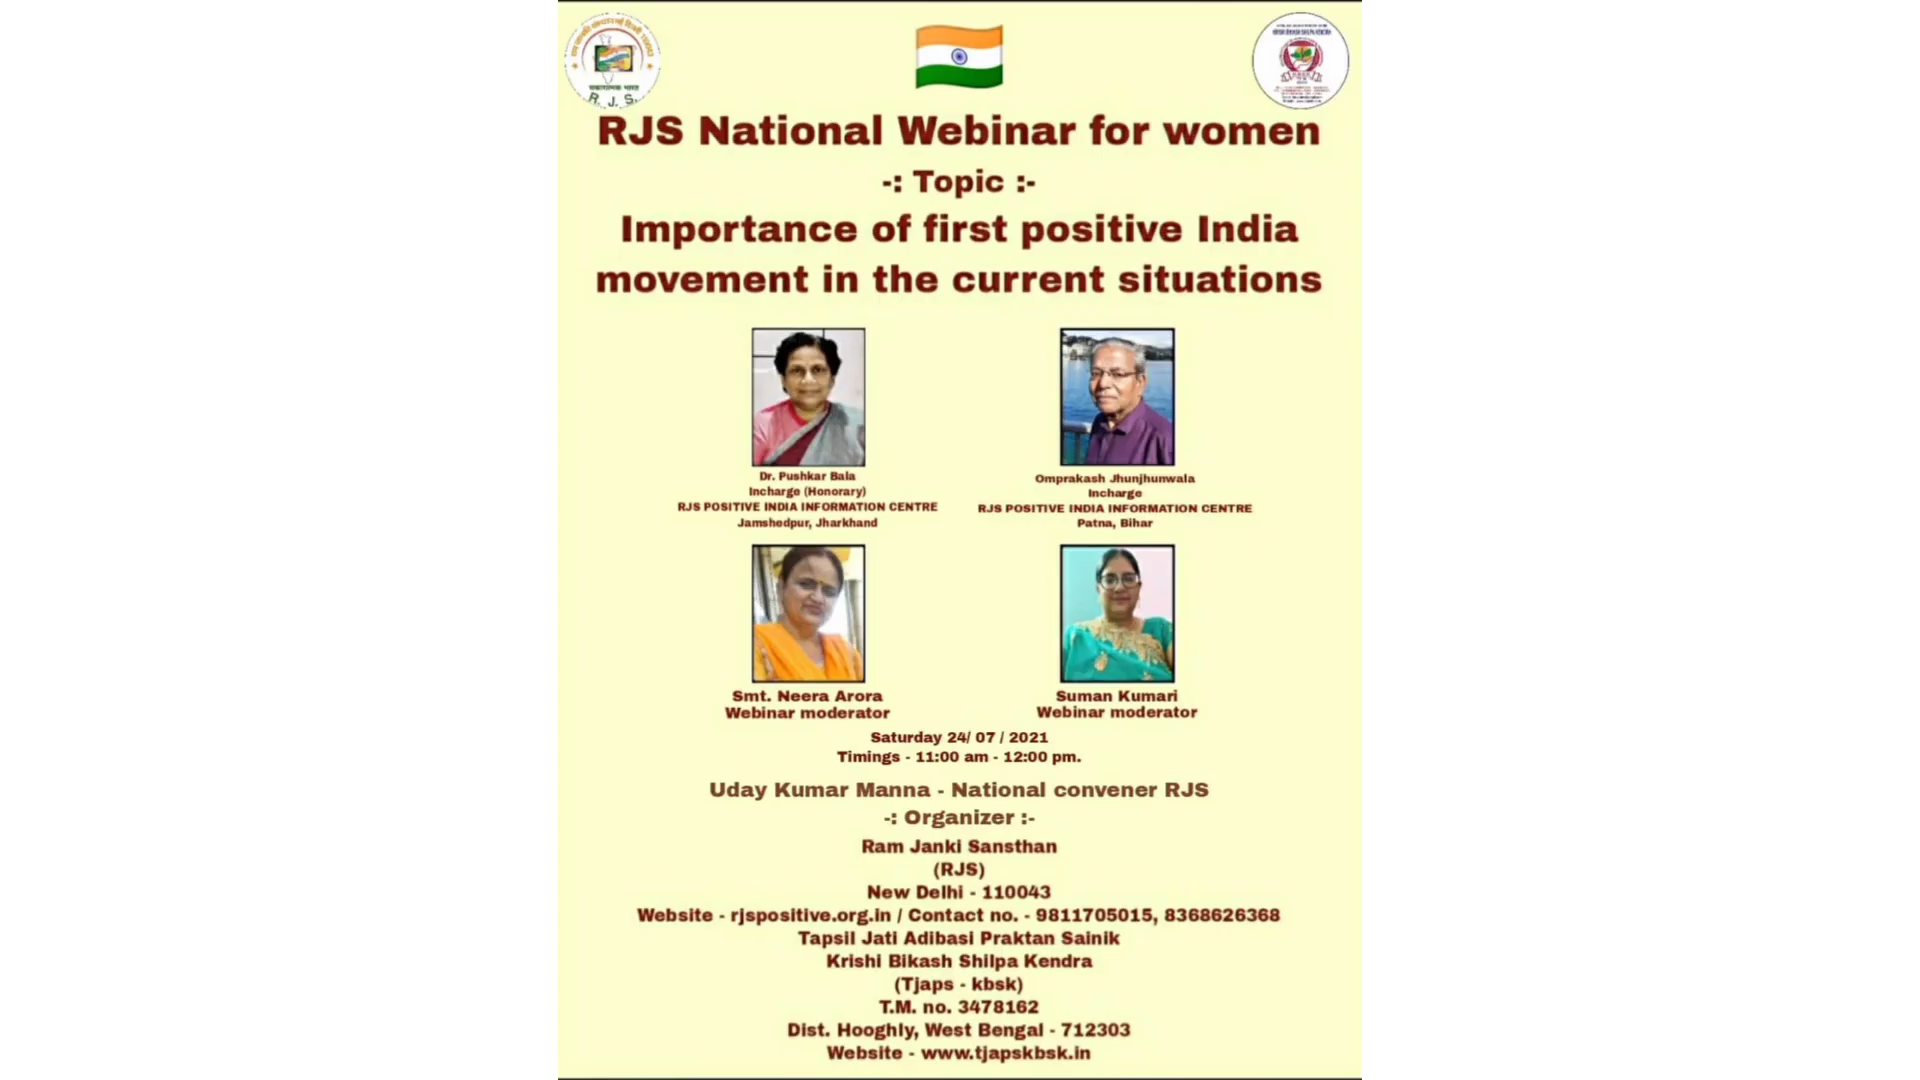 सकारात्मक भारत
R. J. S.
RJS National Webinar for women
-: Topic :-
Importance of first positive India
movement in the current situations
Dr. Pushkar Bala
Incharge (Honorary)
RJS POSITIVE INDIA INFORMATION CENTRE
Jamshedpur, Jharkhand
Omprakash Jhunjhunwala
Incharge
RJS POSITIVE INDIA INFORMATION CENTRE
Patna, Bihar
Smt. Neera Arora
Webinar moderator
Suman Kumari
Webinar moderator
Saturday 24/ 07 / 2021
Timings - 11:00 am - 12:00 pm.
Uday Kumar Manna - National convener RJS
-: Organizer :-
Ram Janki Sansthan
(RJS)
New Delhi - 110043
Website - rjspositive.org.in / Contact no. - 9811705015, 8368626368
Tapsil Jati Adibasi Praktan Sainik
Krishi Bikash Shilpa Kendra
(Tjaps - kbsk)
T.M. no. 3478162
Dist. Hooghly, West Bengal - 712303
Website - www.tjapskbsk.in